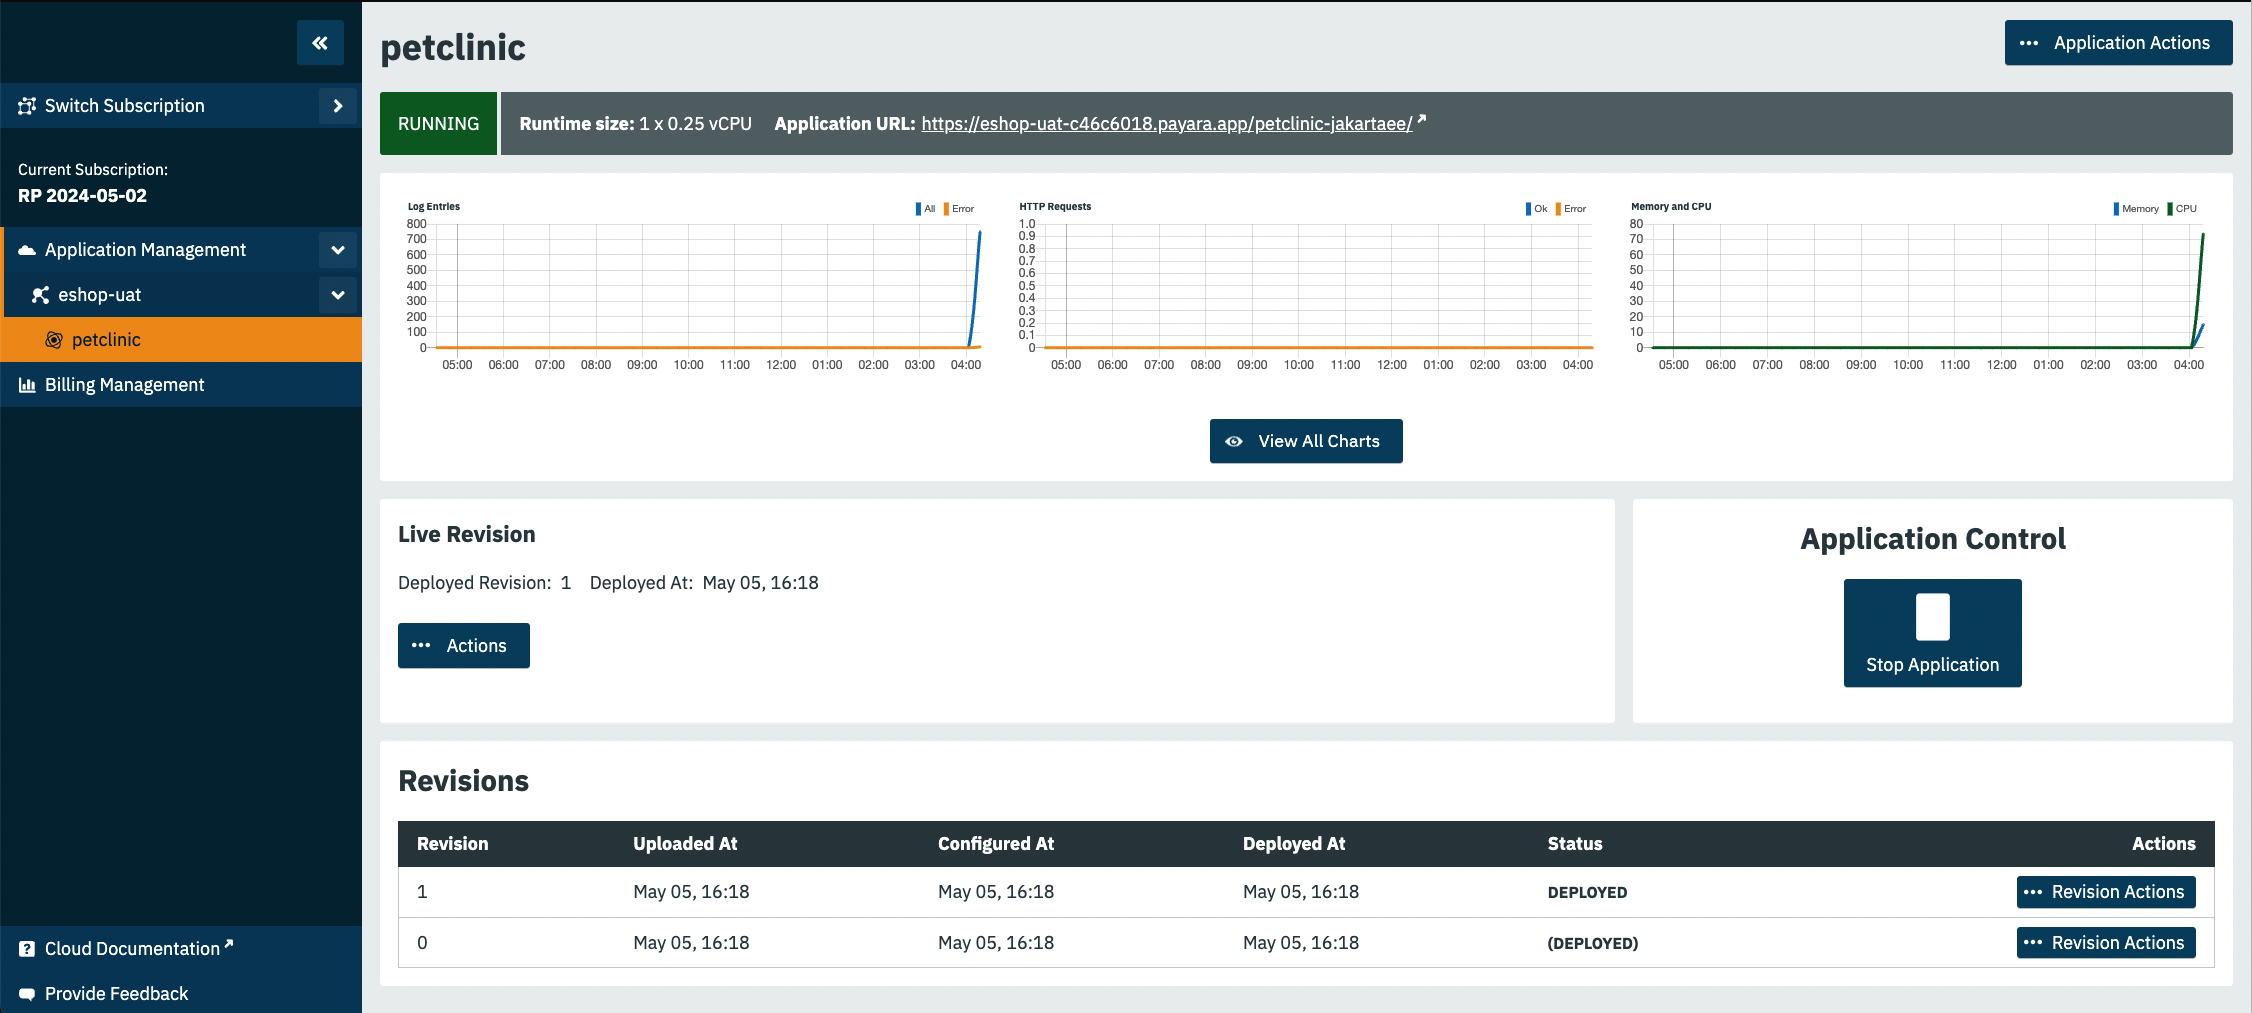 petclinic
Application Actions
Switch Subscription
Current Subscription:
RP 2024-05-02
Application Management
eshop-uat
petclinic
Billing Management
Cloud Documentation
Provide Feedback
RUNNING
Runtime size: 1 x 0.25 vCPU Application URL: https://eshop-uat-c46c6018.payara.app/petclinic-jakartaee/
Log Entries
All Error
800
700
600
500
400
300
200
100
0
05:00 06:00 07:00 08:00 09:00 10:00 11:00 12:00 01:00 02:00 03:00 04:00
HTTP Requests
Ok Error
1.0
0.9
0.8
0.7
0.6
0.5
0.4
0.3
0.2
0.1
0
05:00 06:00 07:00 08:00 09:00 10:00 11:00 12:00 01:00 02:00 03:00 04:00
Memory and CPU
Memory CPU
80
70
60
50
40
30
20
10
0
05:00 06:00 07:00 08:00 09:00 10:00 11:00 12:00 01:00 02:00 03:00 04:00
View All Charts
Live Revision
Deployed Revision: 1 Deployed At: May 05, 16:18
Actions
Application Control
Stop Application
Revisions
Revision Uploaded At Configured At Deployed At Status Actions
1 May 05, 16:18 May 05, 16:18 May 05, 16:18 DEPLOYED Revision Actions
0 May 05, 16:18 May 05, 16:18 May 05, 16:18 (DEPLOYED) Revision Actions